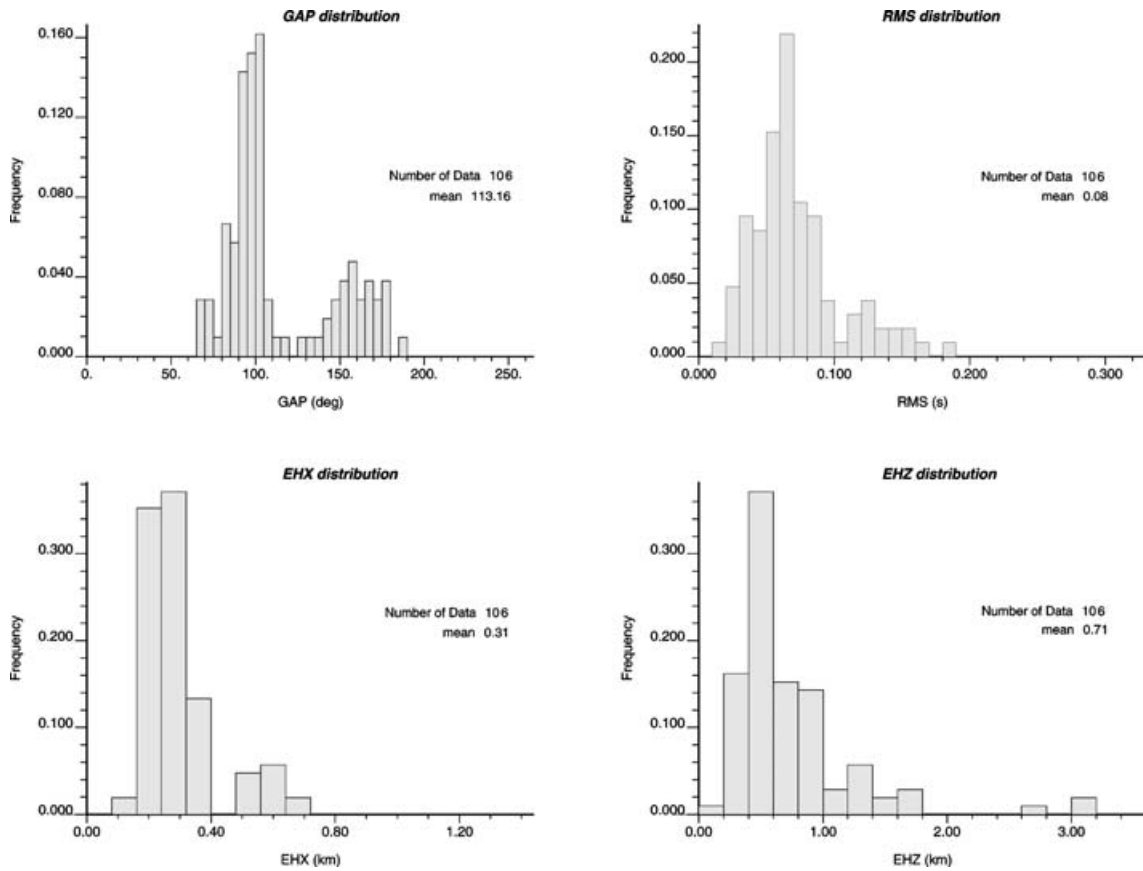 GAP distribution
0.160
0.120
0.080
0.040
0.000
Frequency
Number of Data 106
mean 113.16
0. 50. 100. 150. 200. 250.
GAP (deg)
RMS distribution
0.200
0.150
0.100
0.050
0.000
Frequency
Number of Data 106
mean 0.08
0.000 0.100 0.200 0.300
RMS (s)
EHX distribution
0.300
0.200
0.100
0.000
Frequency
Number of Data 106
mean 0.31
0.00 0.40 0.80 1.20
EHX (km)
EHZ distribution
0.300
0.200
0.100
0.000
Frequency
Number of Data 106
mean 0.71
0.00 1.00 2.00 3.00
EHZ (km)